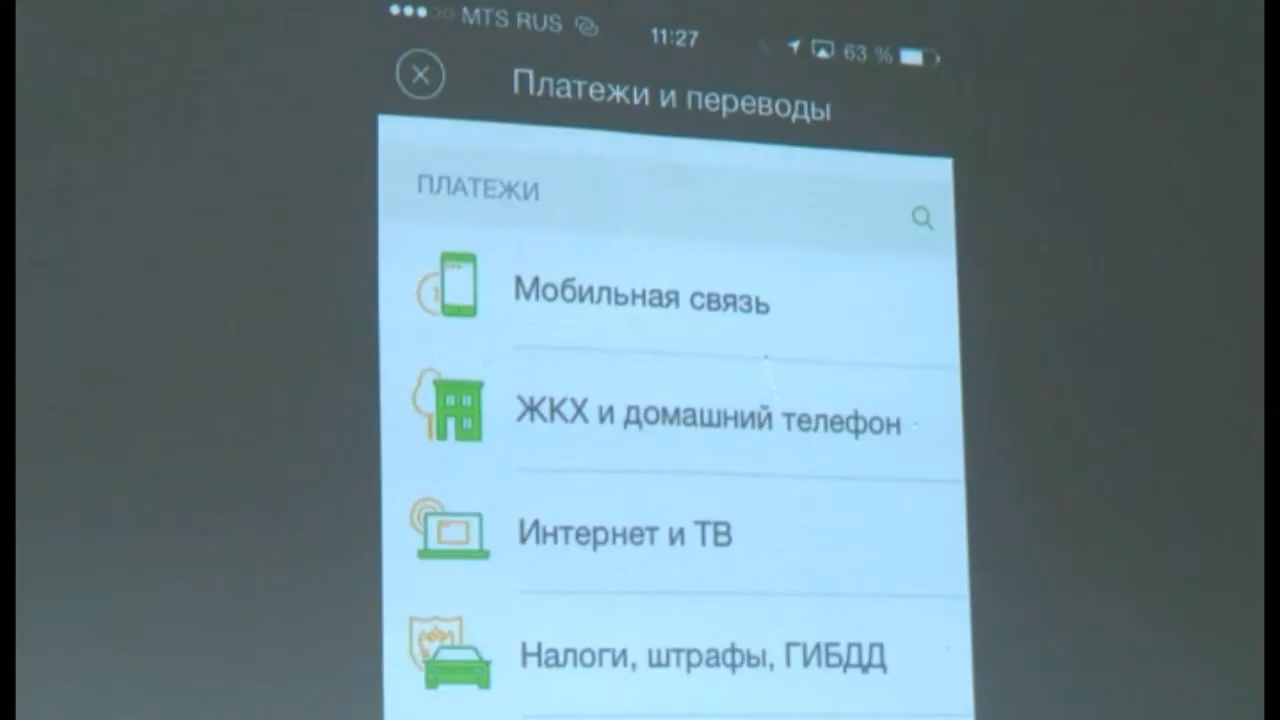 MTS RUS 11:27 63 %
Платежи и переводы
ПЛАТЕЖИ
Мобильная связь
ЖКХ и домашний телефон
Интернет и ТВ
Налоги, штрафы, ГИБДД